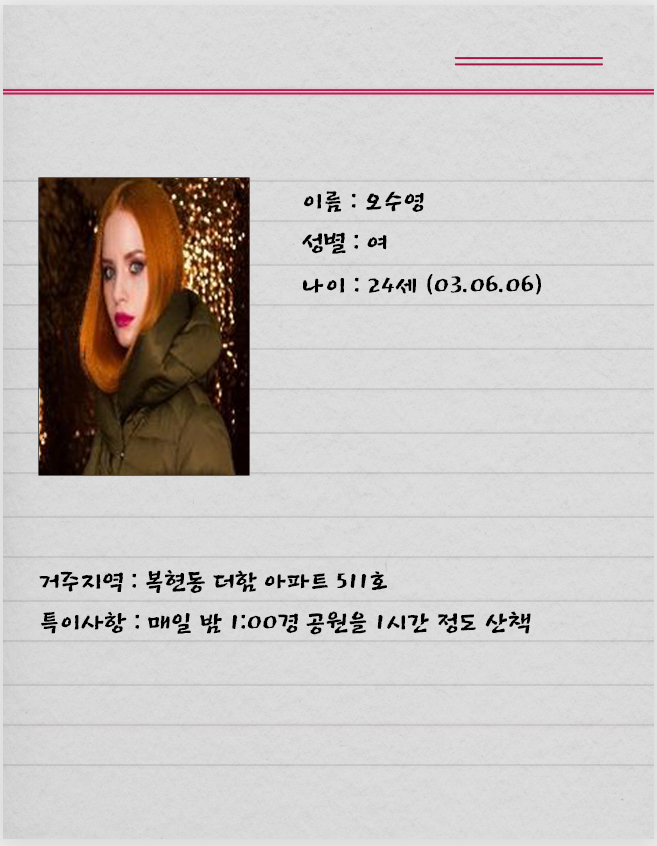 이름 : 오수영
성별 : 여
나이 : 24세 (03.06.06)
거주지역 : 복현동 더함 아파트 511호
특이사항 : 매일 밤 1:00경 공원을 1시간 정도 산책